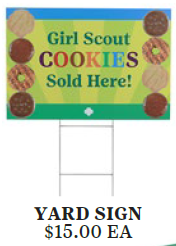 Girl Scout
COOKIES
Sold Here!
YARD SIGN
$15.00 EA